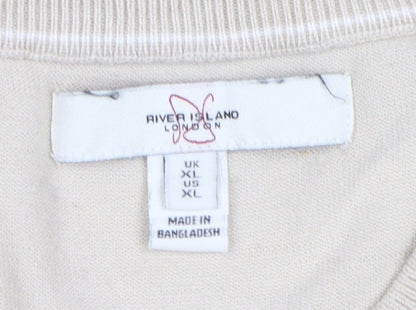 RIVER ISLAND
LONDON
UK
XL
US
XL
MADE IN
BANGLADESH